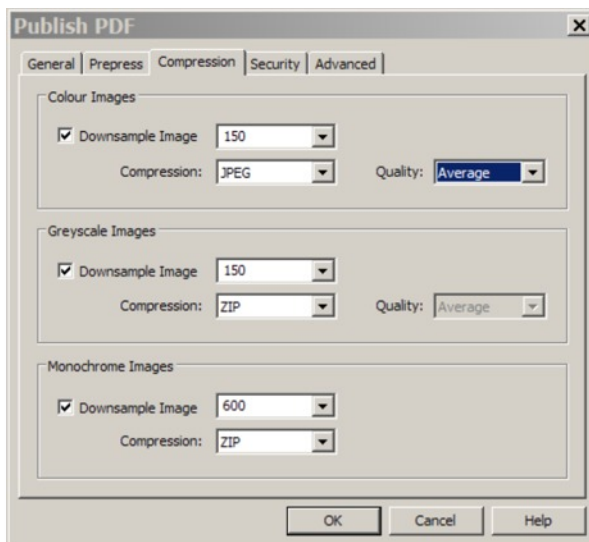 Publish PDF
General Prepress Compression Security Advanced
Colour Images
Downsample Image 150
Compression: JPEG Quality: Average
Greyscale Images
Downsample Image 150
Compression: ZIP Quality: Average
Monochrome Images
Downsample Image 600
Compression: ZIP
OK Cancel Help